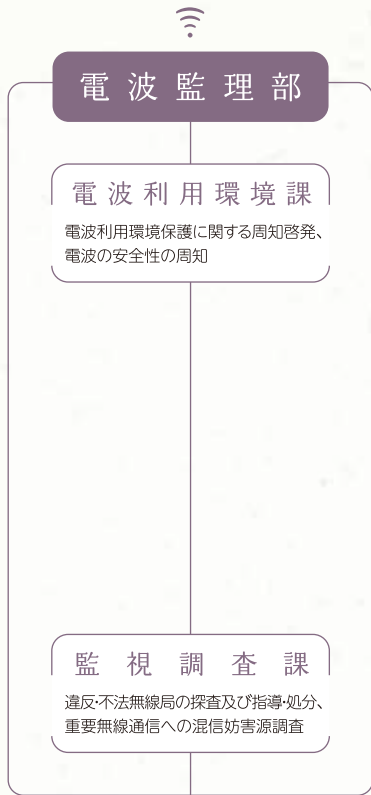 電波監理部
電波利用環境課
電波利用環境保護に関する周知啓発、
電波の安全性の周知
監視調査課
違反・不法無線局の探査及び指導・処分、
重要無線通信への混信妨害源調査